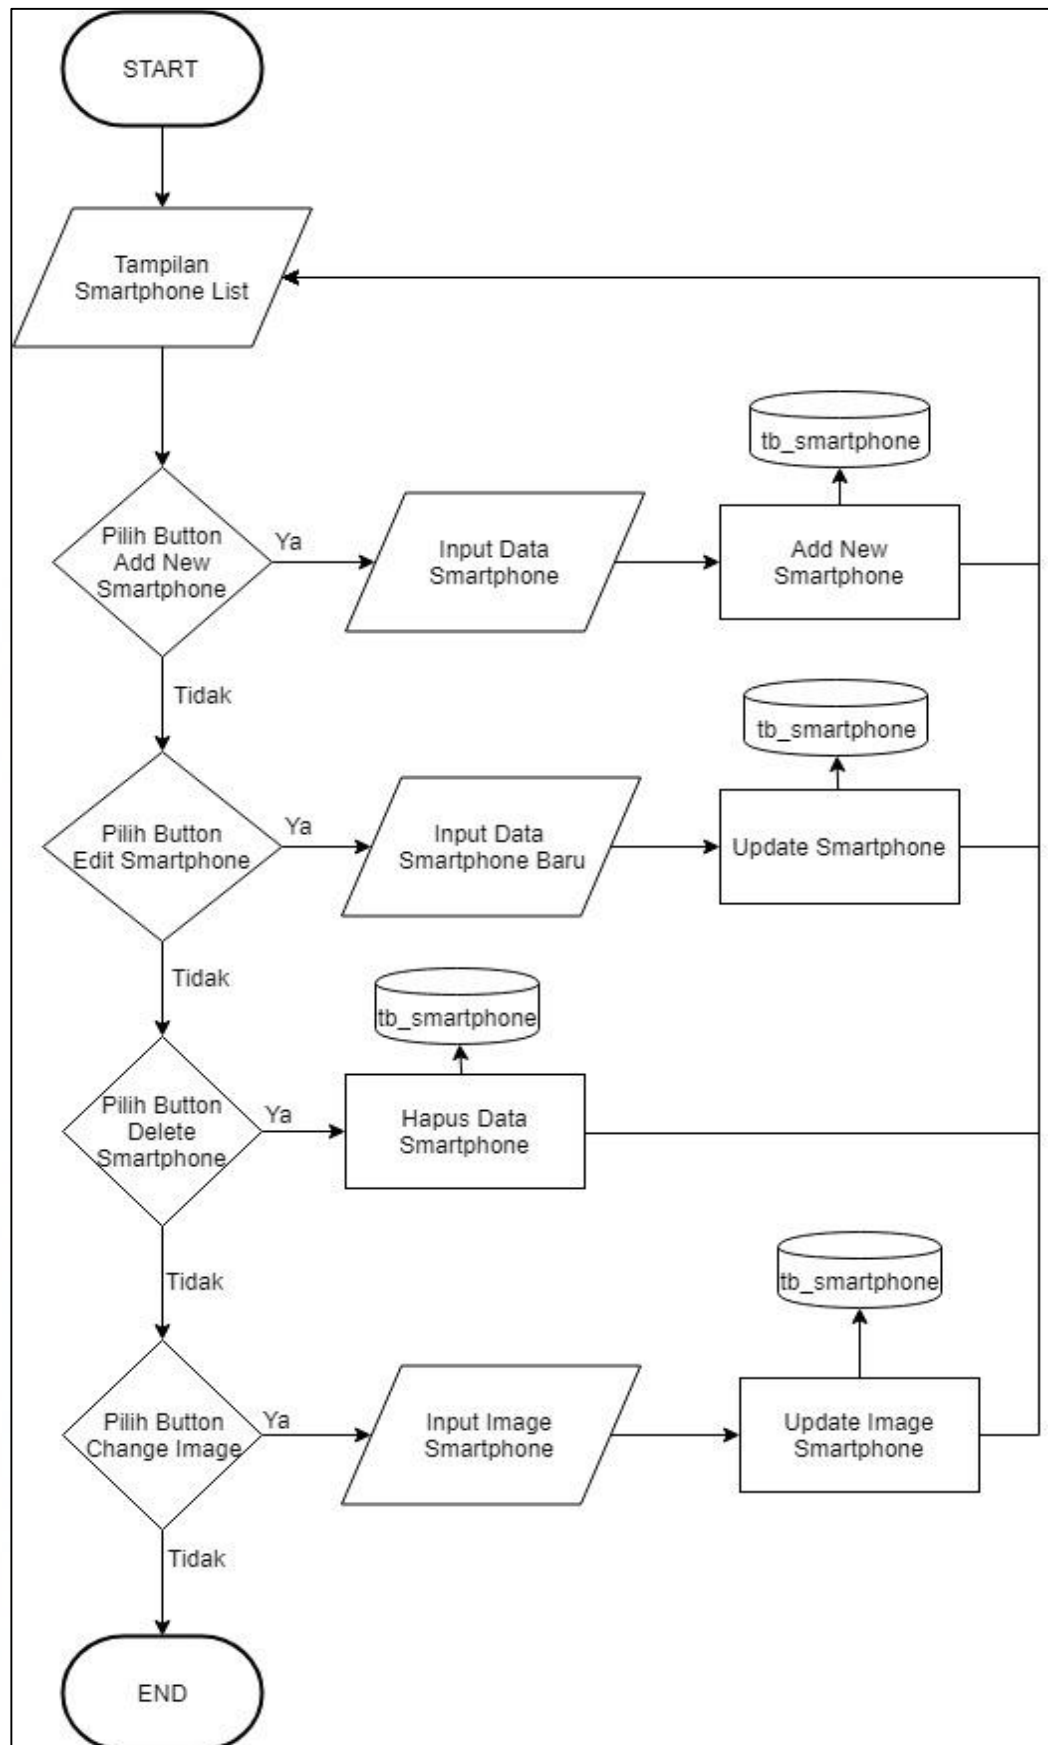 START
Tampilan
Smartphone List
tb_smartphone
Pilih Button
Add New
Smartphone
Ya
Input Data
Smartphone
Add New
Smartphone
Tidak
tb_smartphone
Pilih Button
Edit Smartphone
Ya
Input Data
Smartphone Baru
Update Smartphone
Tidak
tb_smartphone
Pilih Button
Delete
Smartphone
Ya
Hapus Data
Smartphone
Tidak
tb_smartphone
Pilih Button
Change Image
Ya
Input Image
Smartphone
Update Image
Smartphone
Tidak
END